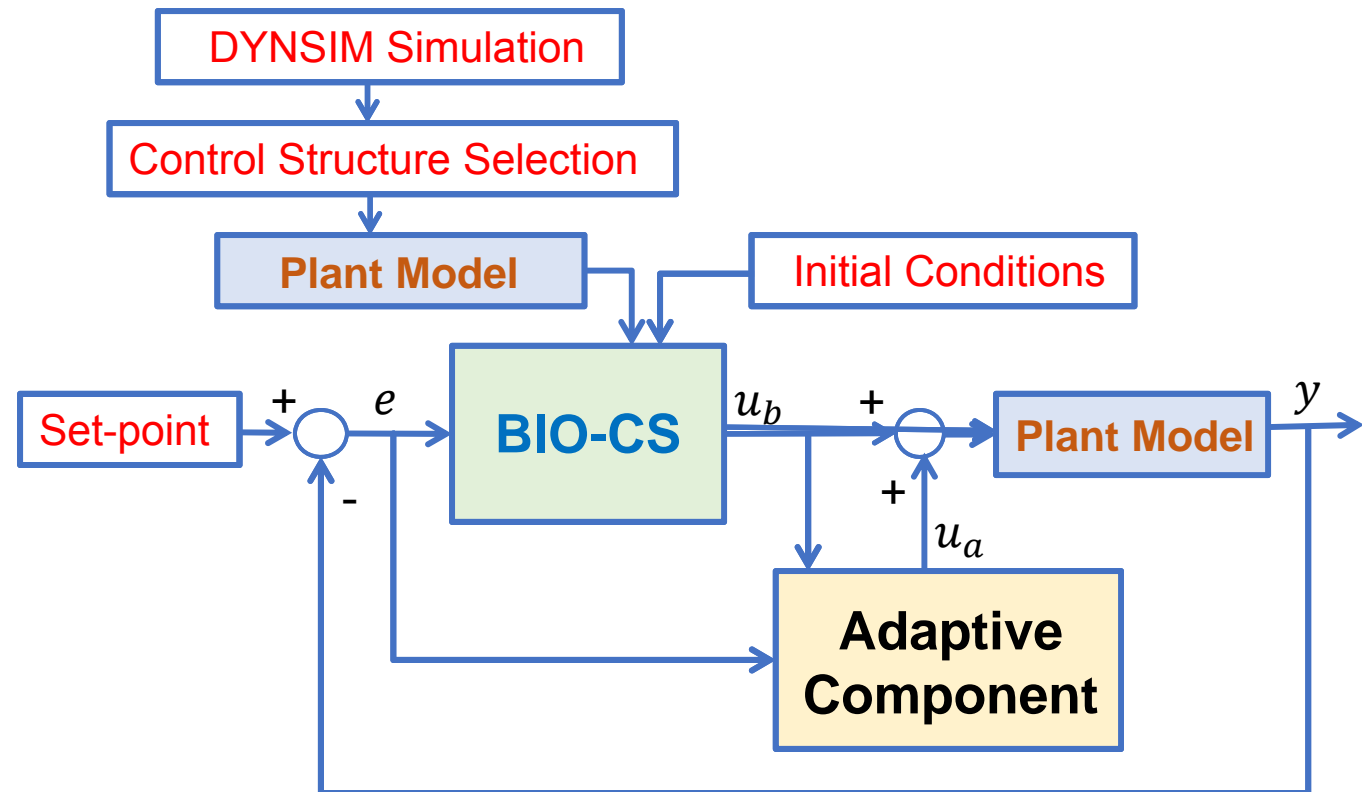 DYNSIM Simulation
Control Structure Selection
Plant Model
Initial Conditions
Set-point
+
-
e
BIO-CS
u_b
+
+
Plant Model
y
u_a
Adaptive
Component